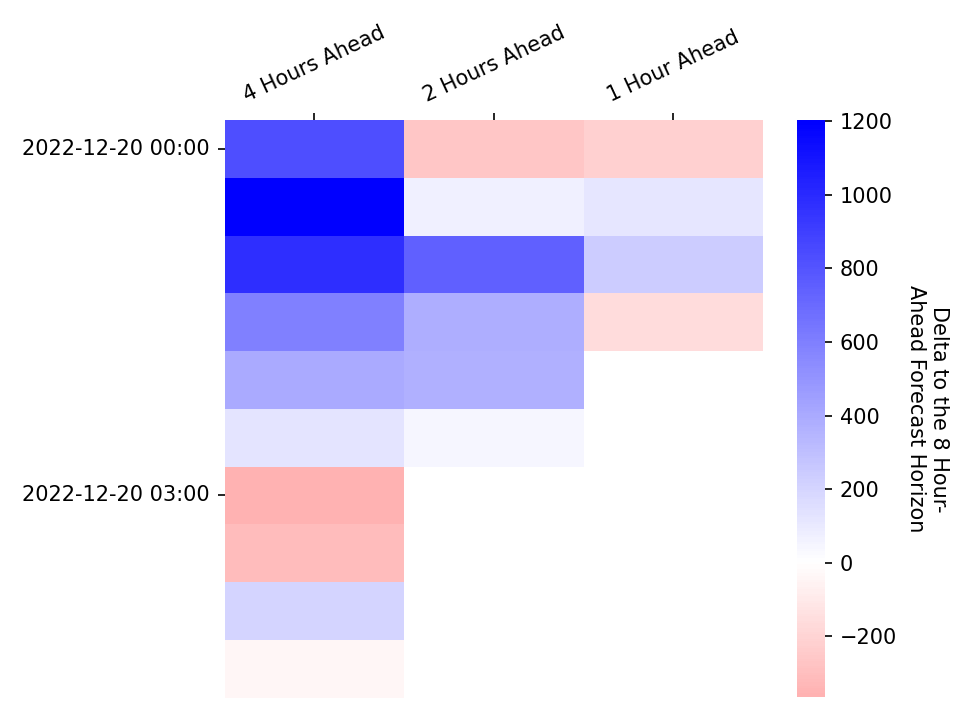 4 Hours Ahead
2 Hours Ahead
1 Hour Ahead
2022-12-20 00:00
2022-12-20 03:00
1200
1000
800
600
400
200
0
−200
Delta to the 8 Hour-
Ahead Forecast Horizon